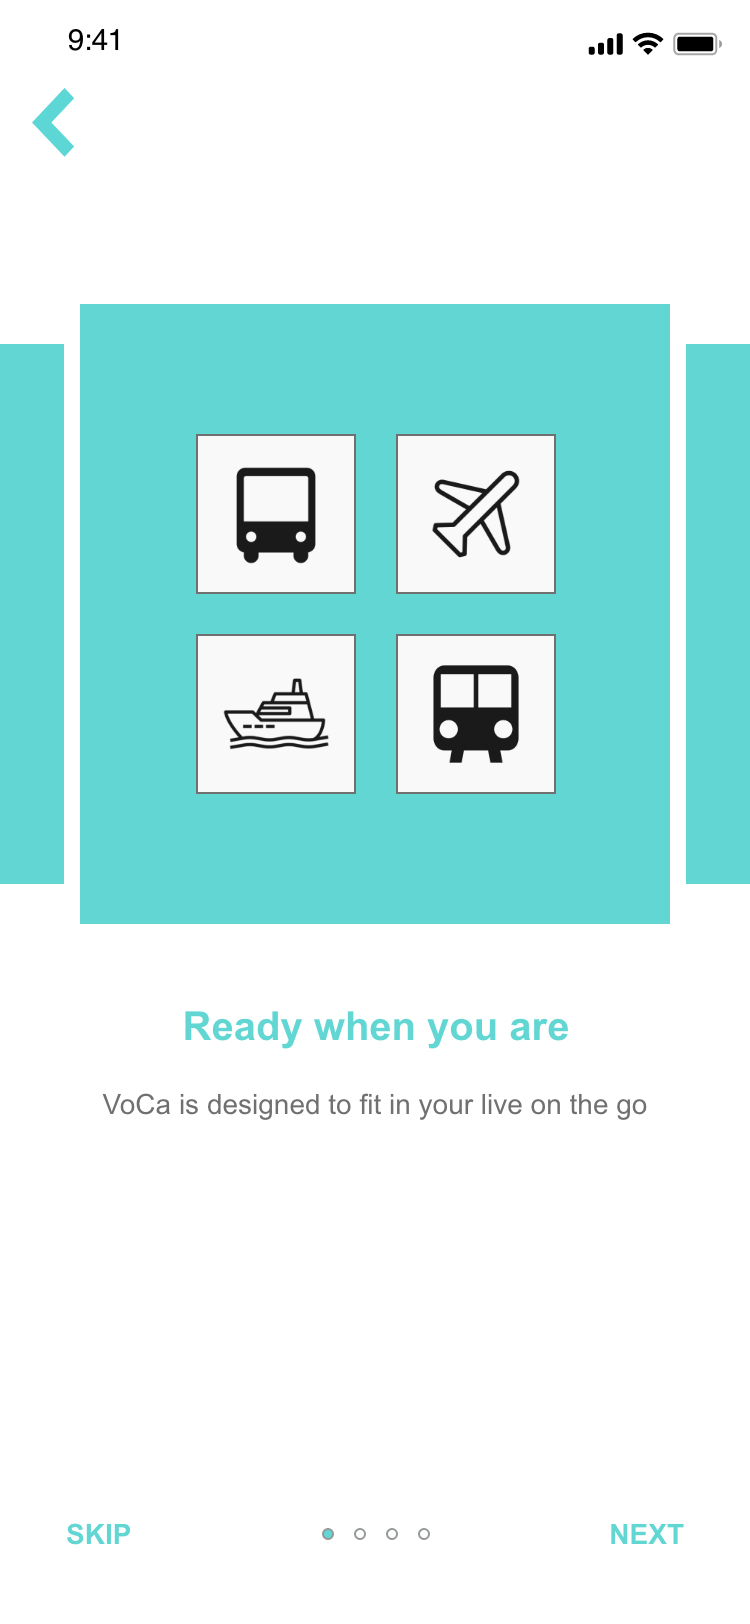 9:41
Ready when you are
VoCa is designed to fit in your live on the go
SKIP
NEXT